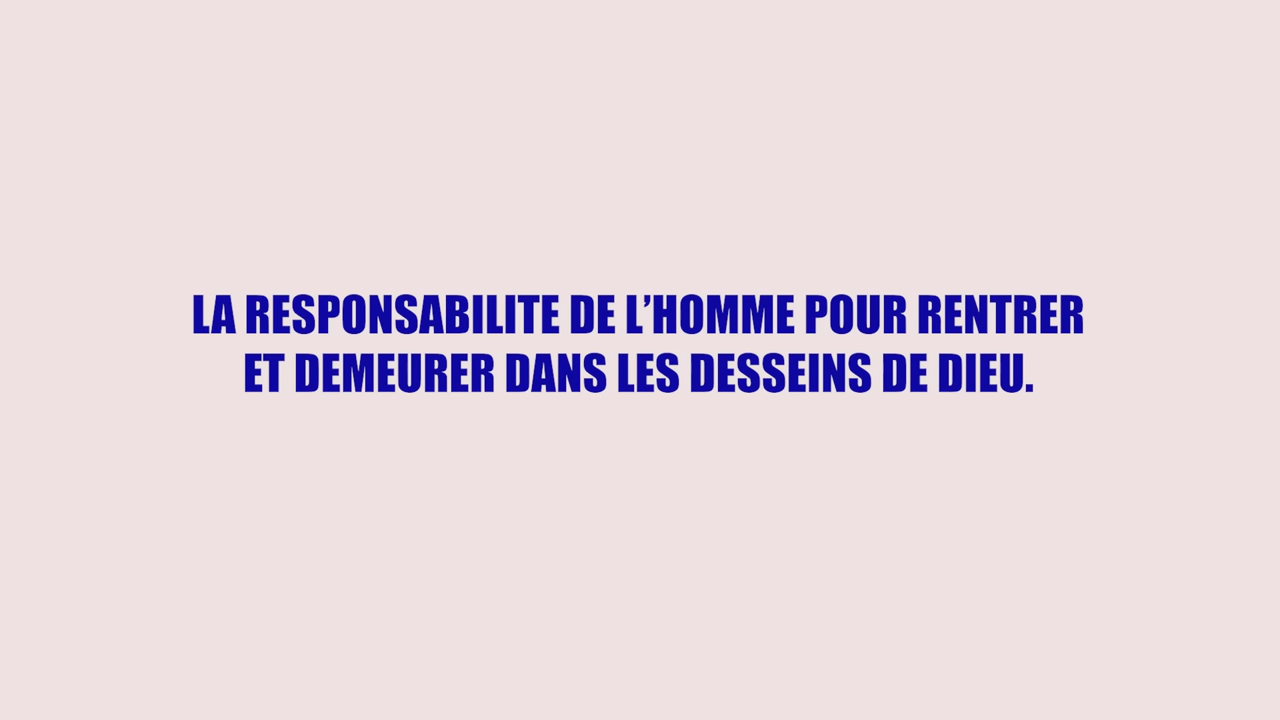 LA RESPONSABILITE DE L’HOMME POUR RENTRER
ET DEMEURER DANS LES DESSEINS DE DIEU.